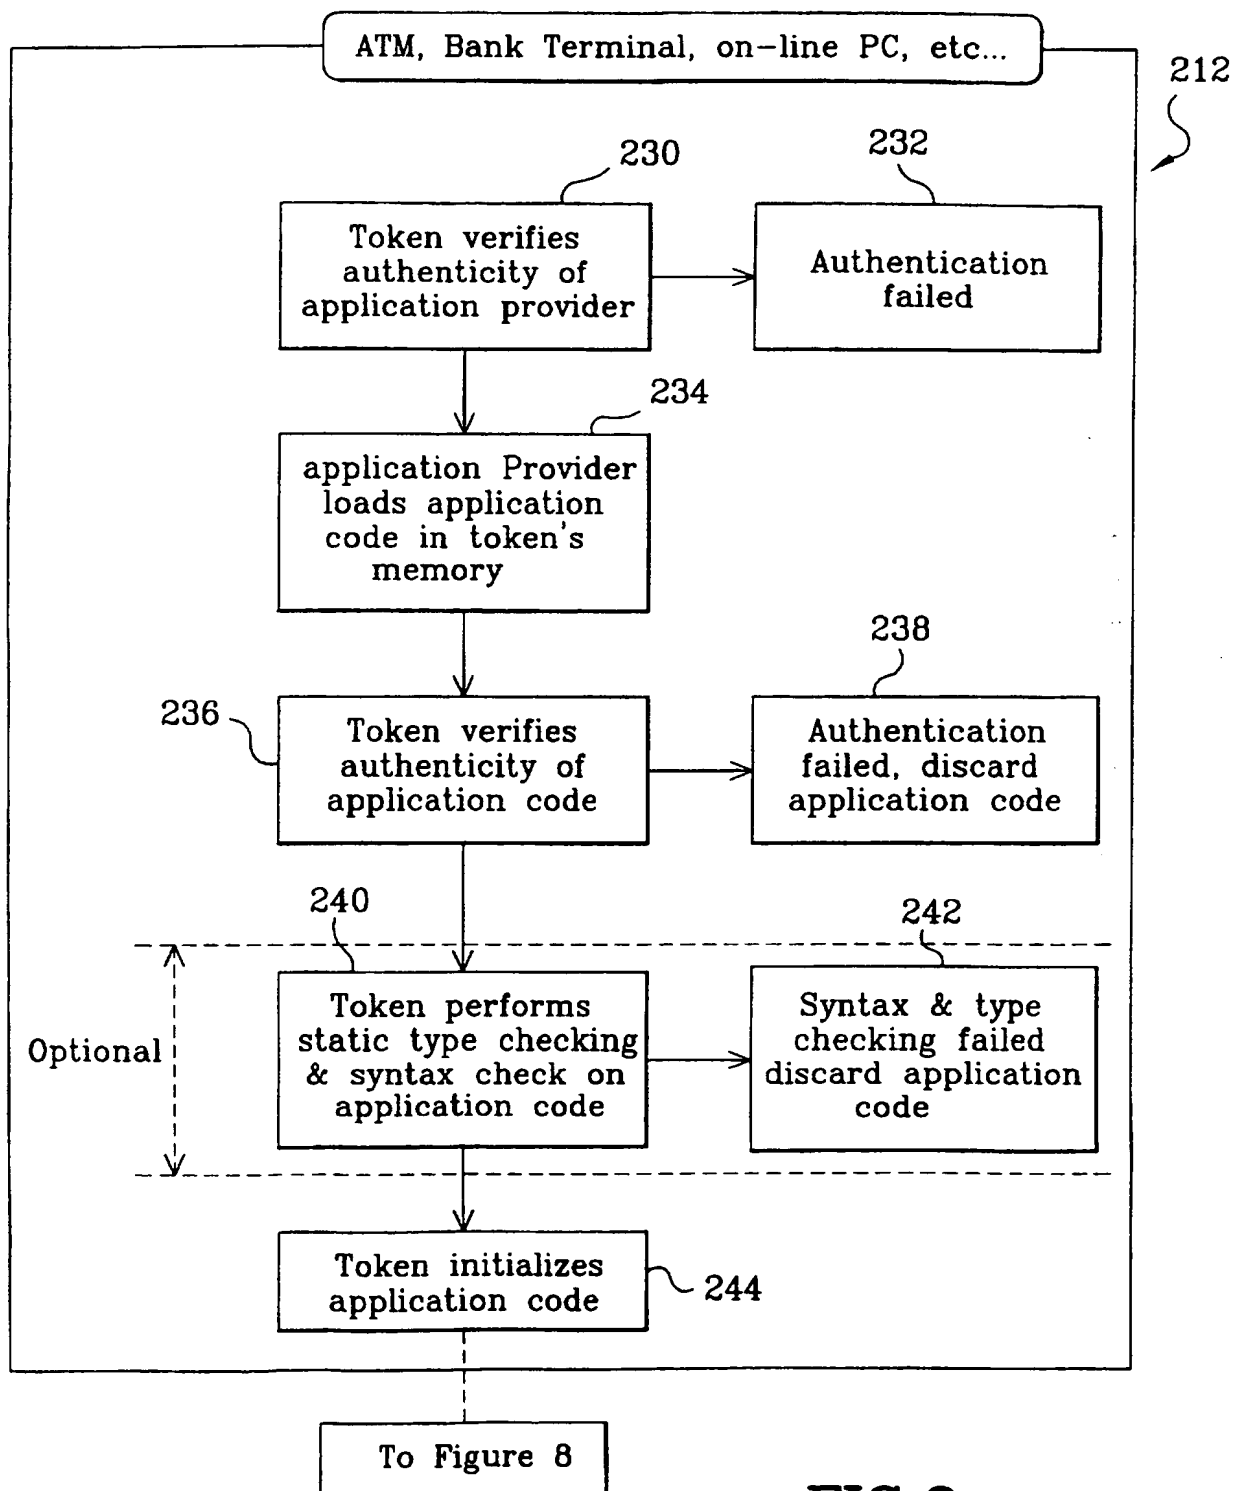 ATM, Bank Terminal, on-line PC, etc...
212
230
232
Token verifies
authenticity of
application provider
Authentication
failed
234
application Provider
loads application
code in token's
memory
238
236
Token verifies
authenticity of
application code
Authentication
failed, discard
application code
240
242
Optional
Token performs
static type checking
& syntax check on
application code
Syntax & type
checking failed
discard application
code
Token initializes
application code
244
To Figure 8